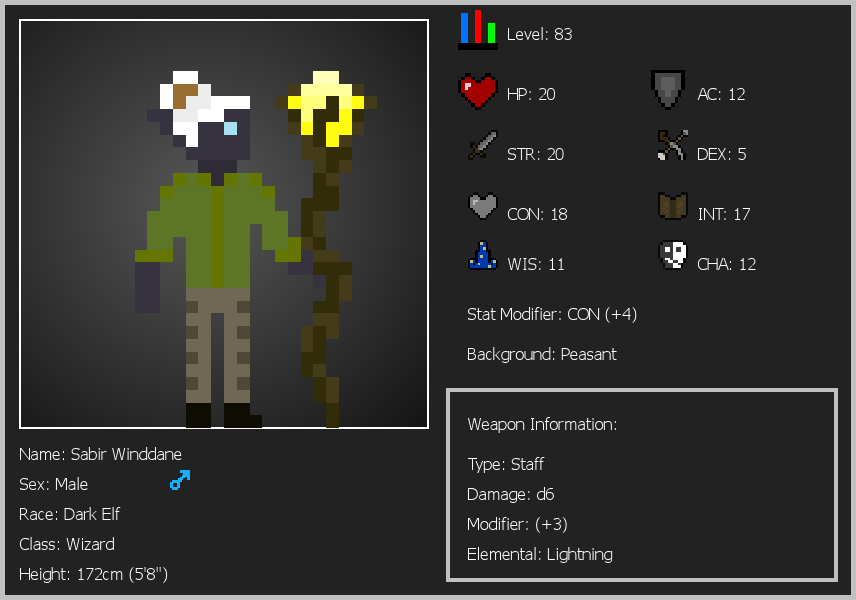 Level: 83
HP: 20
AC: 12
STR: 20
DEX: 5
CON: 18
INT: 17
WIS: 11
CHA: 12
Stat Modifier: CON (+4)
Background: Peasant
Weapon Information:
Type: Staff
Damage: d6
Modifier: (+3)
Elemental: Lightning
Name: Sabir Winddane
Sex: Male
Race: Dark Elf
Class: Wizard
Height: 172cm (5'8")